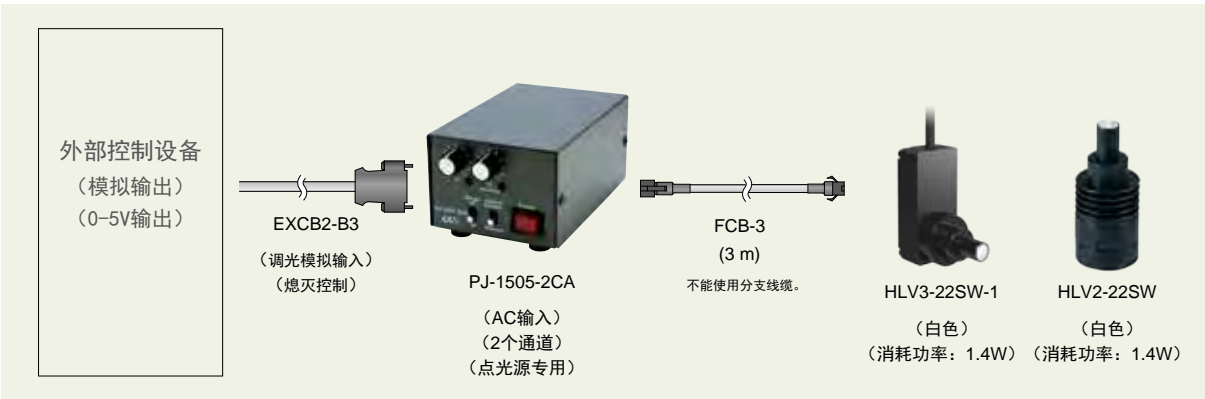 外部控制设备
（模拟输出）
（0-5V输出）
EXCB2-B3
（调光模拟输入）
（熄灭控制）
PJ-1505-2CA
（AC输入）
（2个通道）
（点光源专用）
FCB-3
(3 m)
不能使用分支线缆。
HLV3-22SW-1
（白色）
（消耗功率：1.4W）
HLV2-22SW
（白色）
（消耗功率：1.4W）